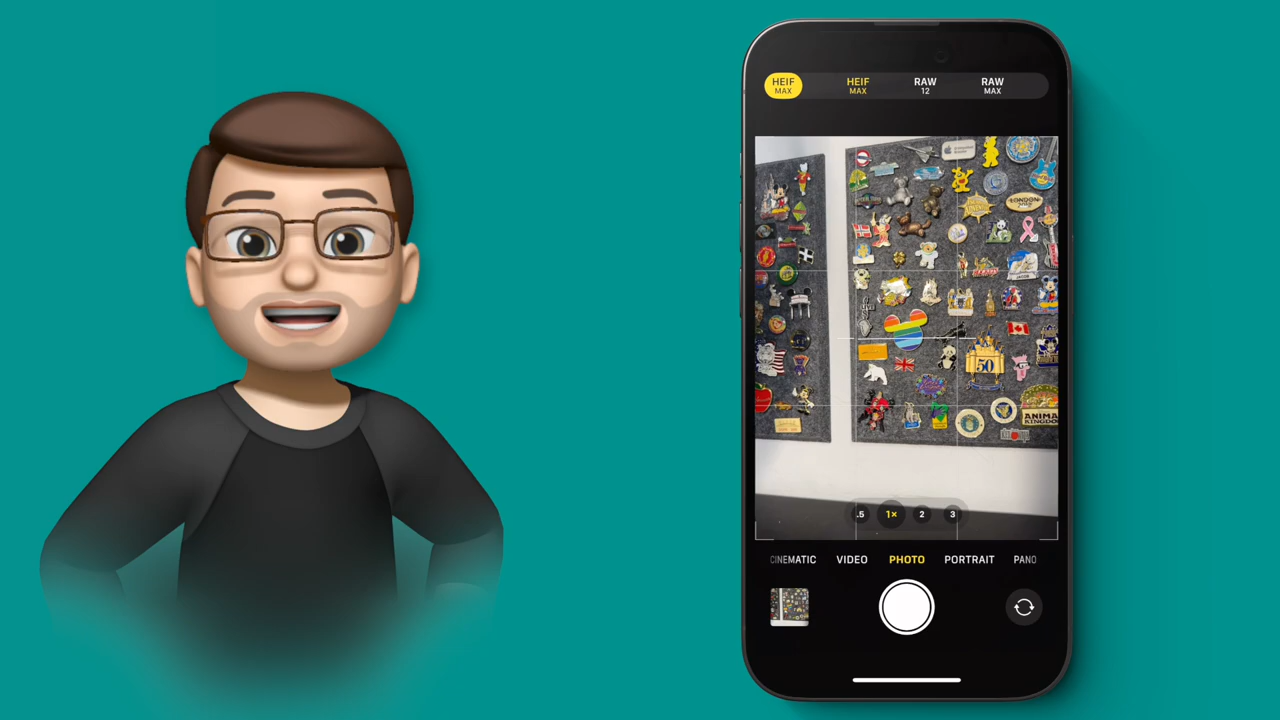 HEIF
MAX
HEIF
MAX
RAW
12
RAW
MAX
LONDON
50
ANIMAL
KINGDOM
.5
1×
2
3
CINEMATIC
VIDEO
PHOTO
PORTRAIT
PANO